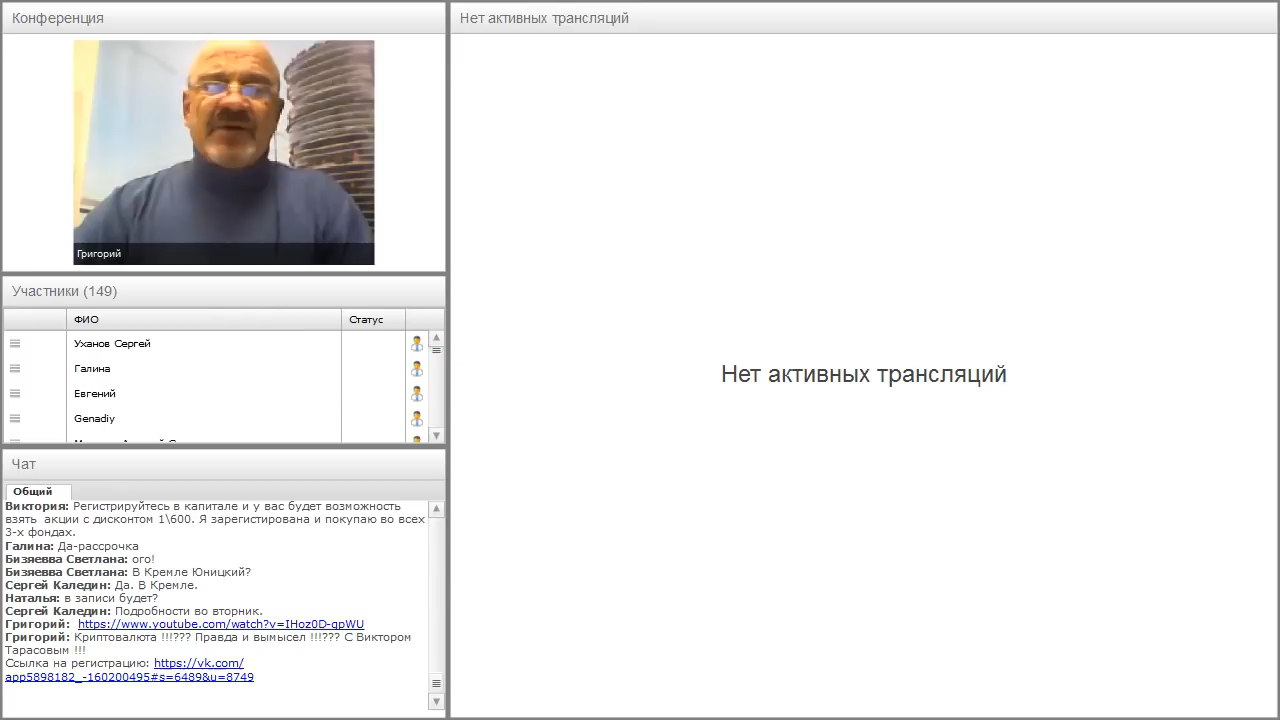 Конференция
Григорий
Участники (149)
ФИО
Статус
Уханов Сергей
Галина
Евгений
Genadiy
Чат
Общий
Виктория: Регистрируйтесь в капитале и у вас будет возможность
взять акции с дисконтом 1\600. Я зарегистрирована и покупаю во всех
3-х фондах.
Галина: Да-рассрочка
Бизяевва Светлана: ого!
Бизяевва Светлана: В Кремле Юницкий?
Сергей Каледин: Да. В Кремле.
Наталья: в записи будет?
Сергей Каледин: Подробности во вторник.
Григорий: https://www.youtube.com/watch?v=IHoz0D-gpWU
Григорий: Криптовалюта !!!??? Правда и вымысел !!!??? С Виктором
Тарасовым !!!
Ссылка на регистрацию: https://vk.com/
app5898182_-160200495#s=6489&u=8749
Нет активных трансляций
Нет активных трансляций